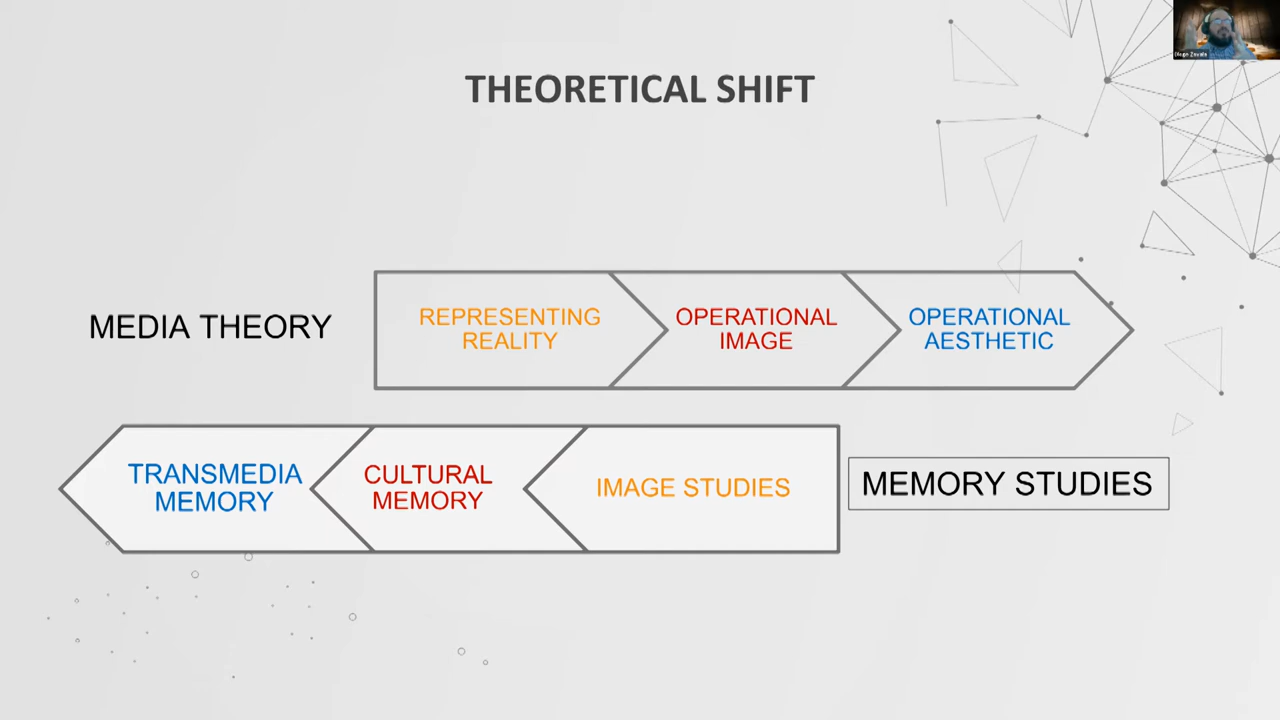 THEORETICAL SHIFT
MEDIA THEORY
REPRESENTING
REALITY
OPERATIONAL
IMAGE
OPERATIONAL
AESTHETIC
TRANSMEDIA
MEMORY
CULTURAL
MEMORY
IMAGE STUDIES
MEMORY STUDIES